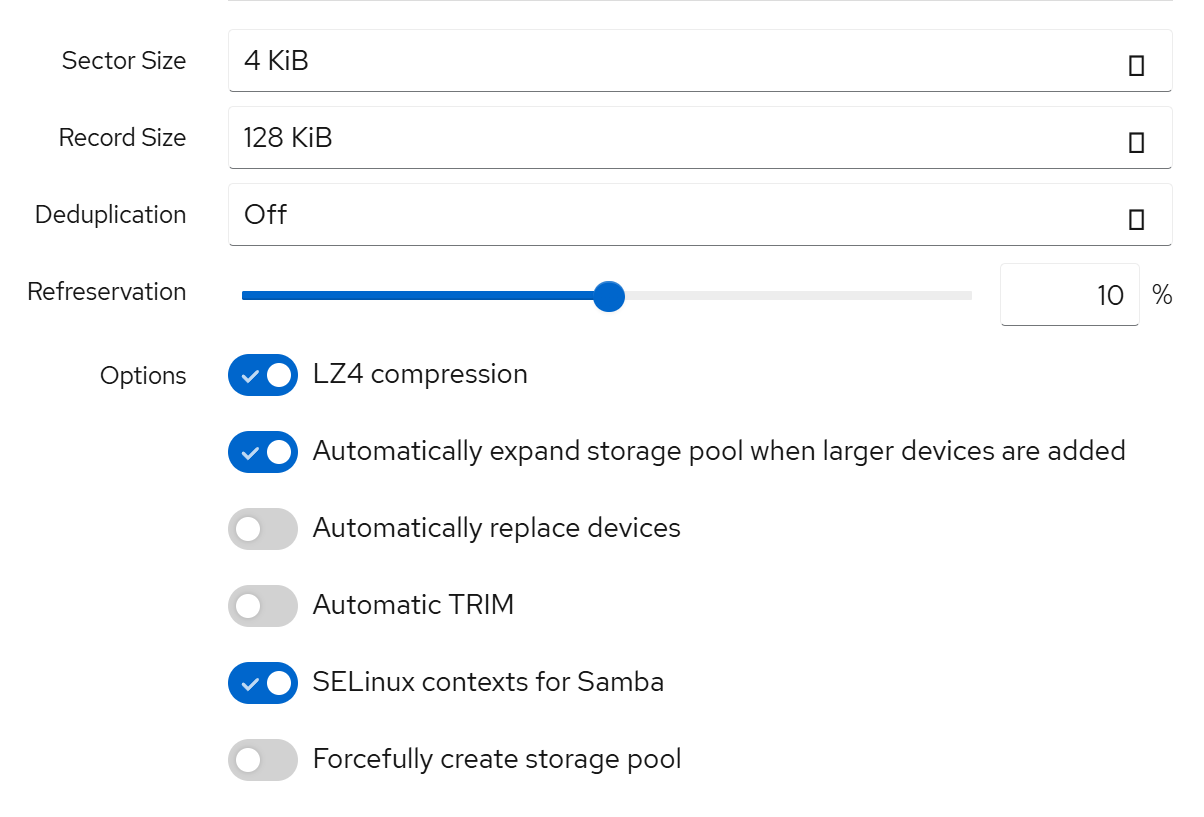 Sector Size 4 KiB
Record Size 128 KiB
Deduplication Off
Refreservation 10 %
Options LZ4 compression
Automatically expand storage pool when larger devices are added
Automatically replace devices
Automatic TRIM
SELinux contexts for Samba
Forcefully create storage pool